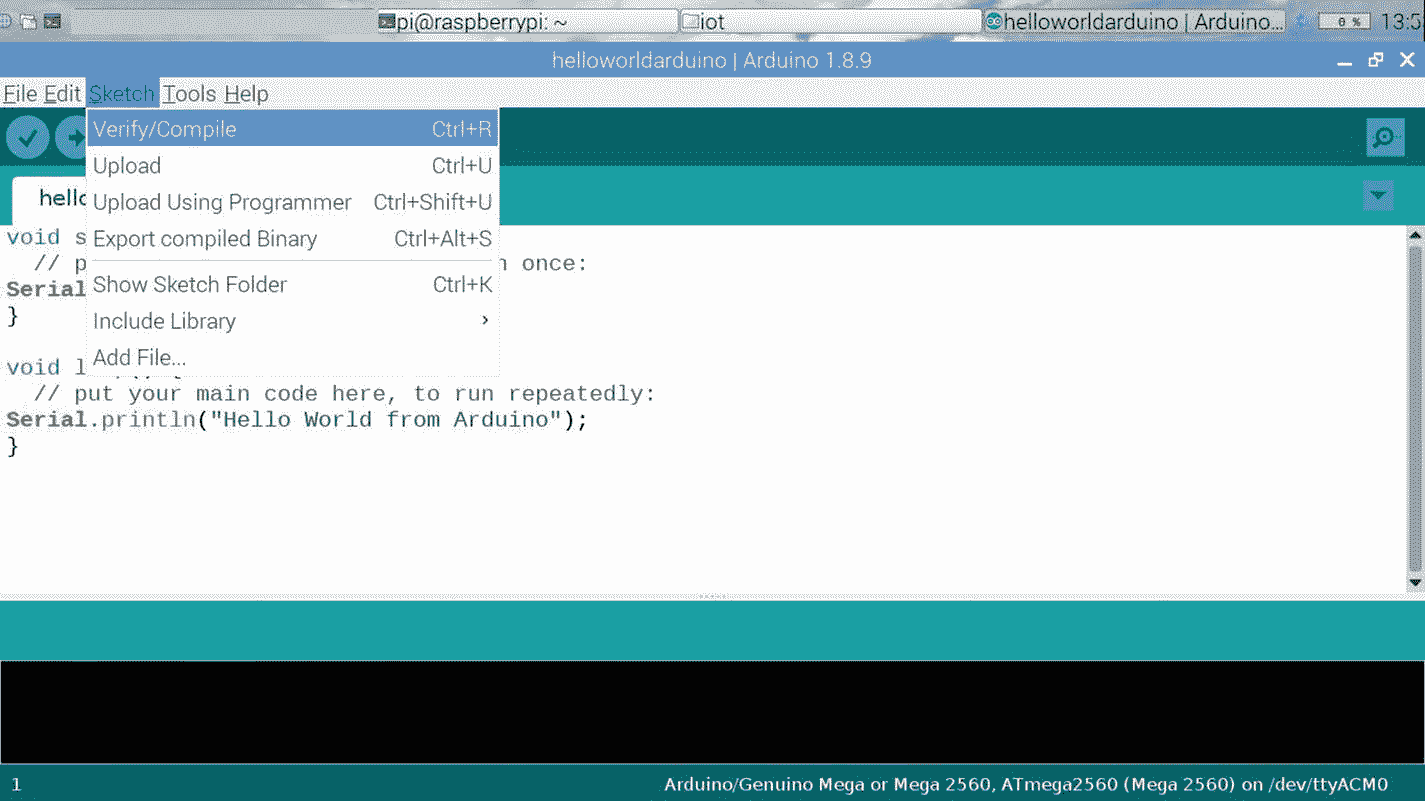 pi@raspberrypi: ~ iot helloworldarduino | Arduino... 0 % 13:5
helloworldarduino | Arduino 1.8.9
File Edit Sketch Tools Help
Verify/Compile Ctrl+R
Upload Ctrl+U
Upload Using Programmer Ctrl+Shift+U
Export compiled Binary Ctrl+Alt+S
Show Sketch Folder Ctrl+K
Include Library ›
Add File...
hello
void s
// p n once:
Serial
}
void l
// put your main code here, to run repeatedly:
Serial.println("Hello World from Arduino");
}
1 Arduino/Genuino Mega or Mega 2560, ATmega2560 (Mega 2560) on /dev/ttyACM0